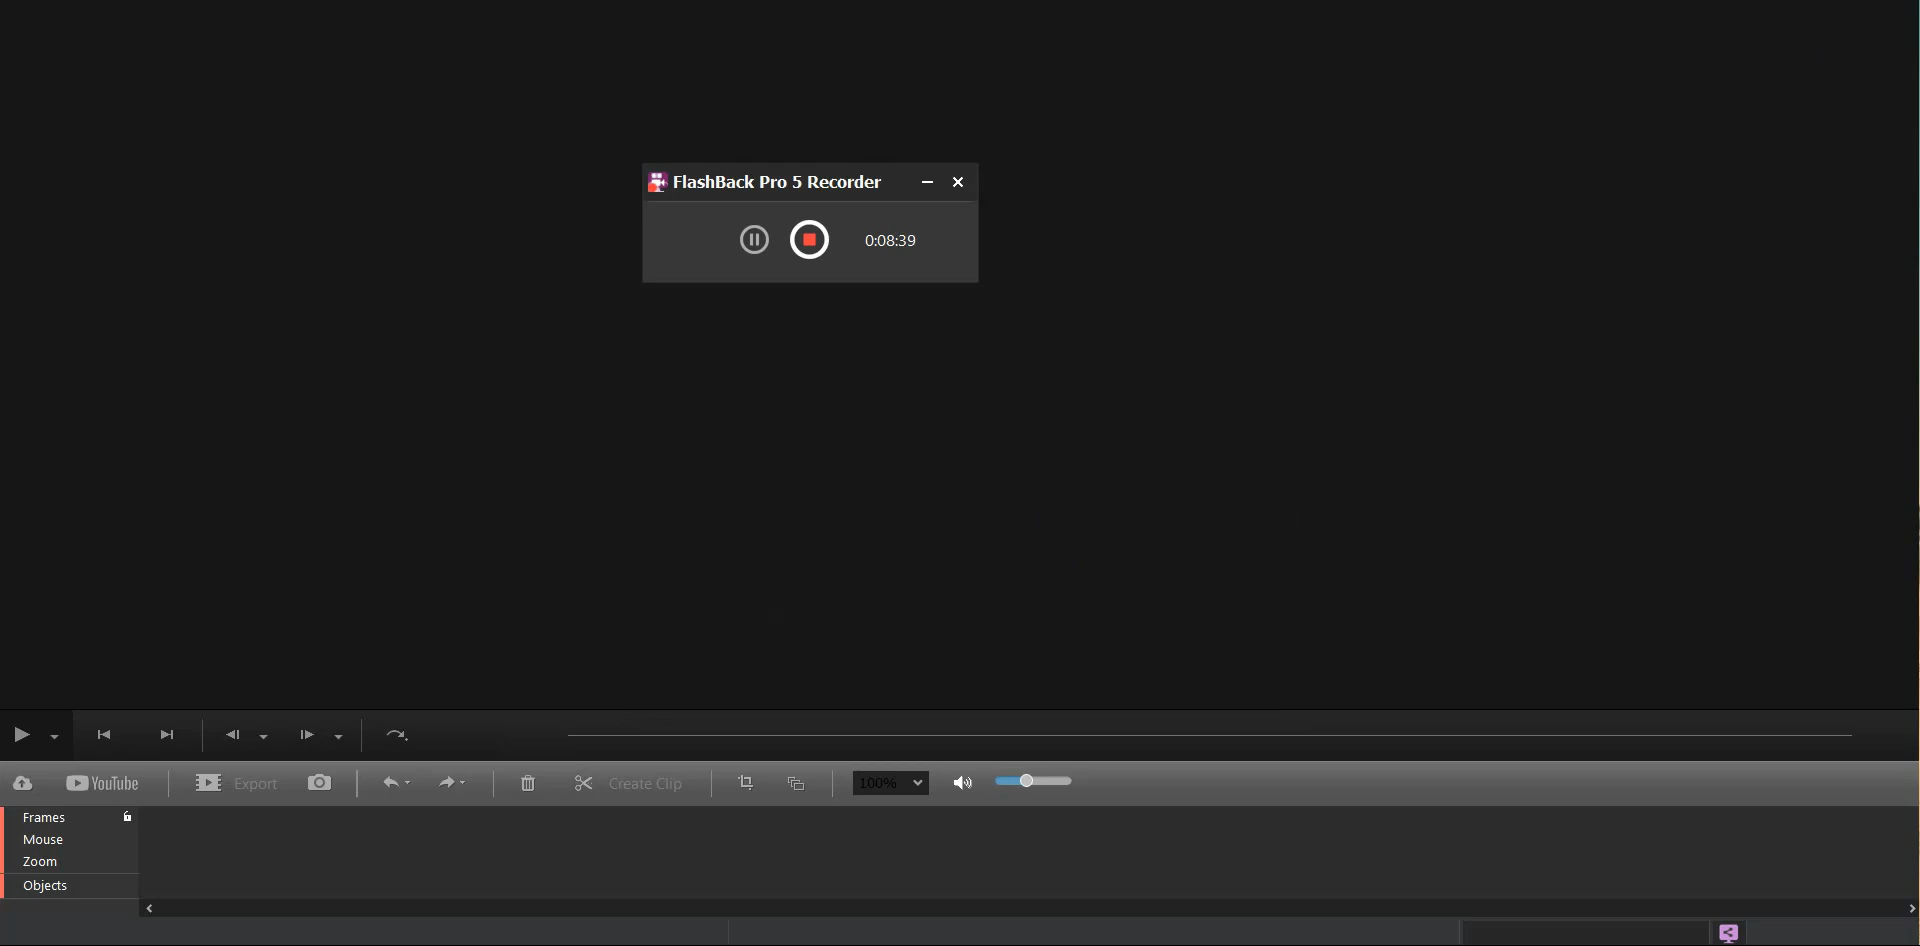 FlashBack Pro 5 Recorder
0:08:39
YouTube
Export
Create Clip
100%
Frames
Mouse
Zoom
Objects